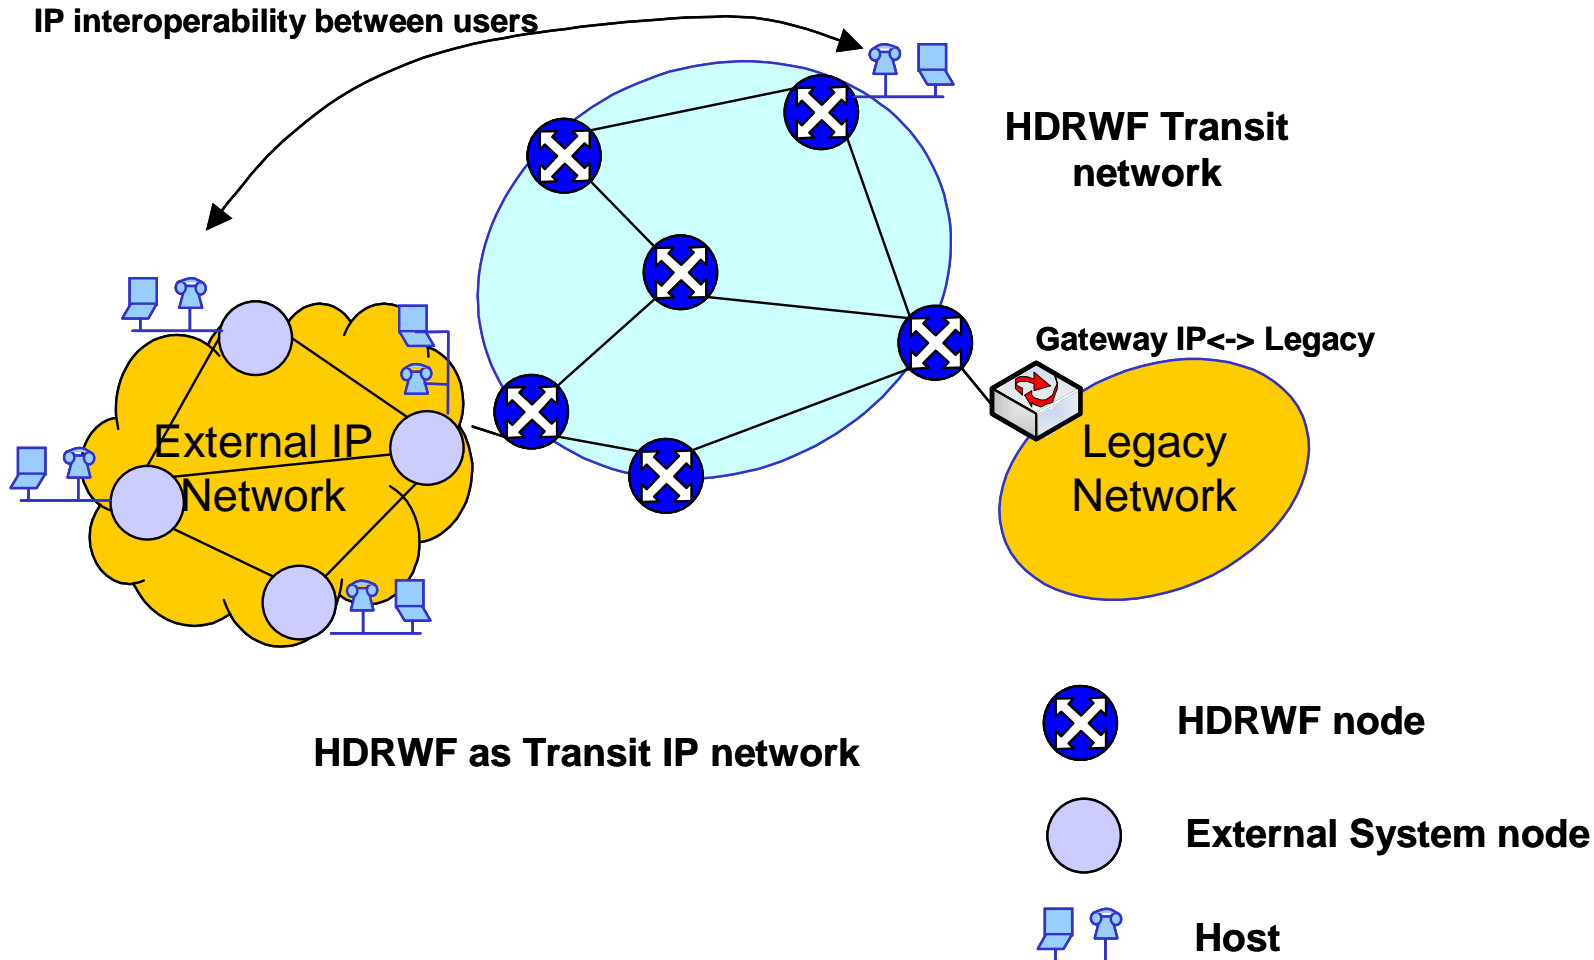 IP interoperability between users
HDRWF Transit
network
Gateway IP<-> Legacy
External IP
Network
Legacy
Network
HDRWF as Transit IP network
HDRWF node
External System node
Host